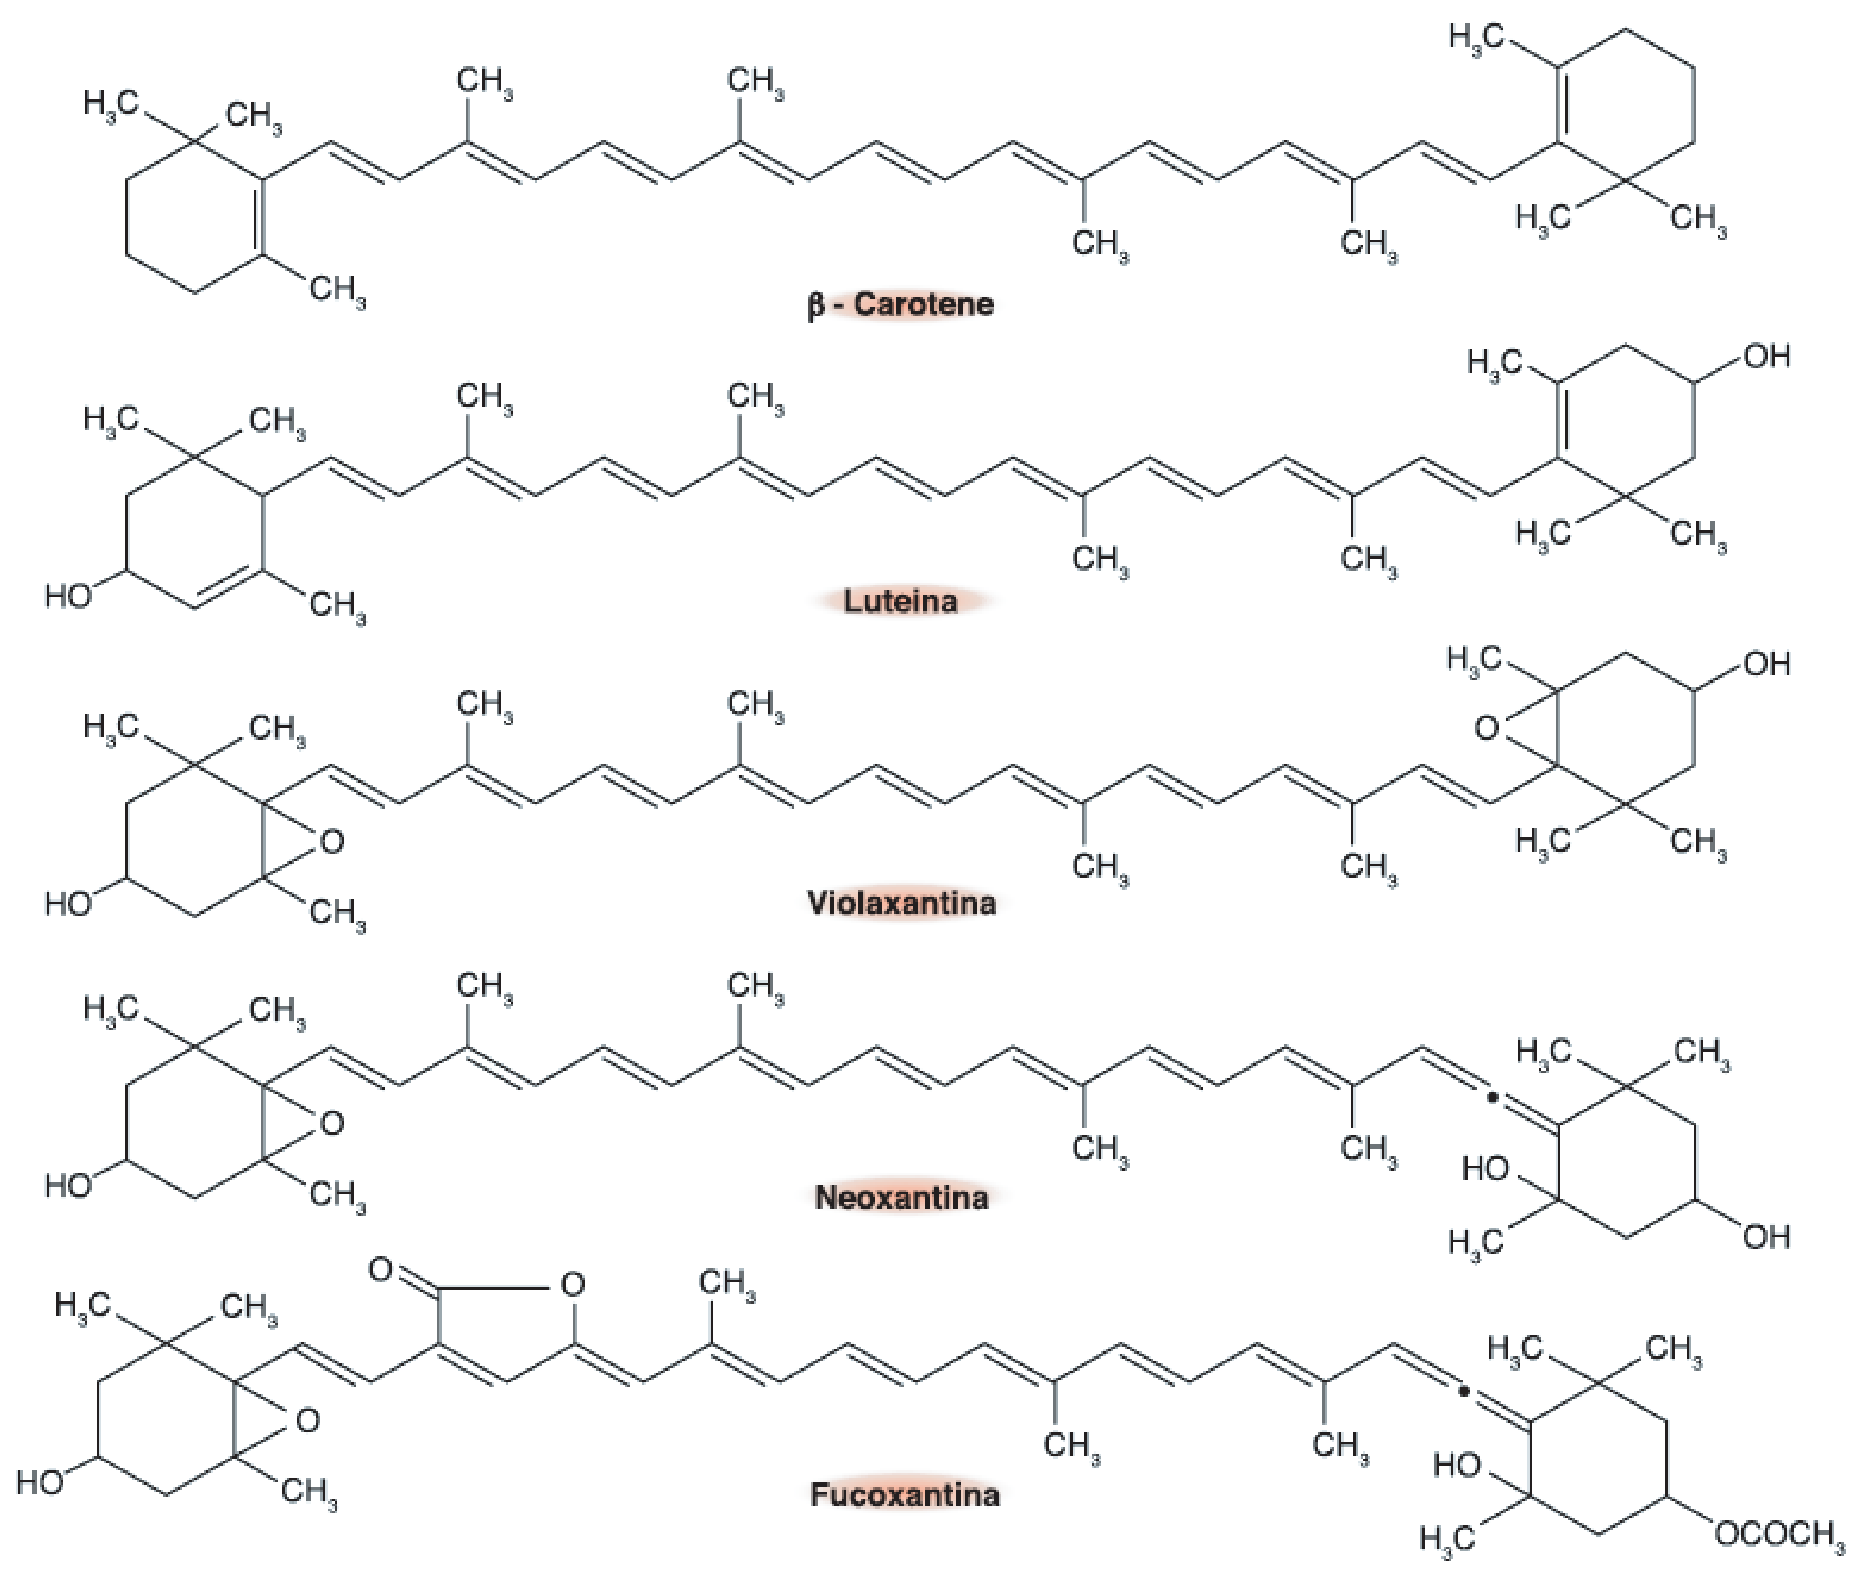 H₃C
H₃C CH₃ CH₃ CH₃
H₃C CH₃
CH₃ CH₃
CH₃
β - Carotene
H₃C OH
CH₃ CH₃
H₃C CH₃
H₃C CH₃
CH₃ CH₃
HO CH₃
Luteina
H₃C OH
CH₃ CH₃
H₃C CH₃ O
O H₃C CH₃
CH₃ CH₃
HO CH₃
Violaxantina
CH₃ CH₃
H₃C CH₃
H₃C CH₃
O
CH₃ CH₃
HO
HO CH₃
Neoxantina
H₃C OH
O O CH₃
H₃C CH₃
H₃C CH₃
O
CH₃ CH₃
HO
HO CH₃
Fucoxantina
H₃C OCOCH₃